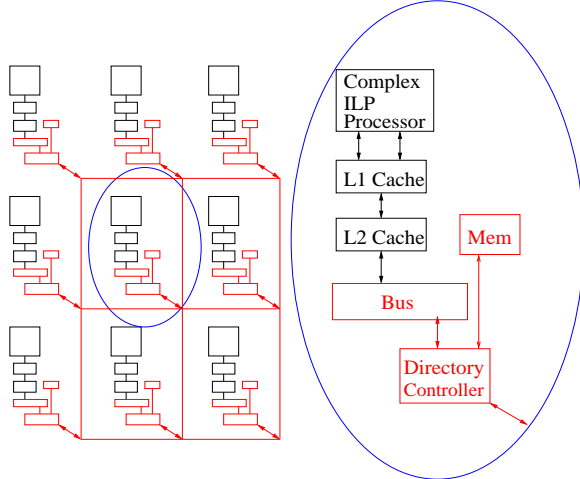 Complex
ILP
Processor
L1 Cache
L2 Cache
Mem
Bus
Directory
Controller